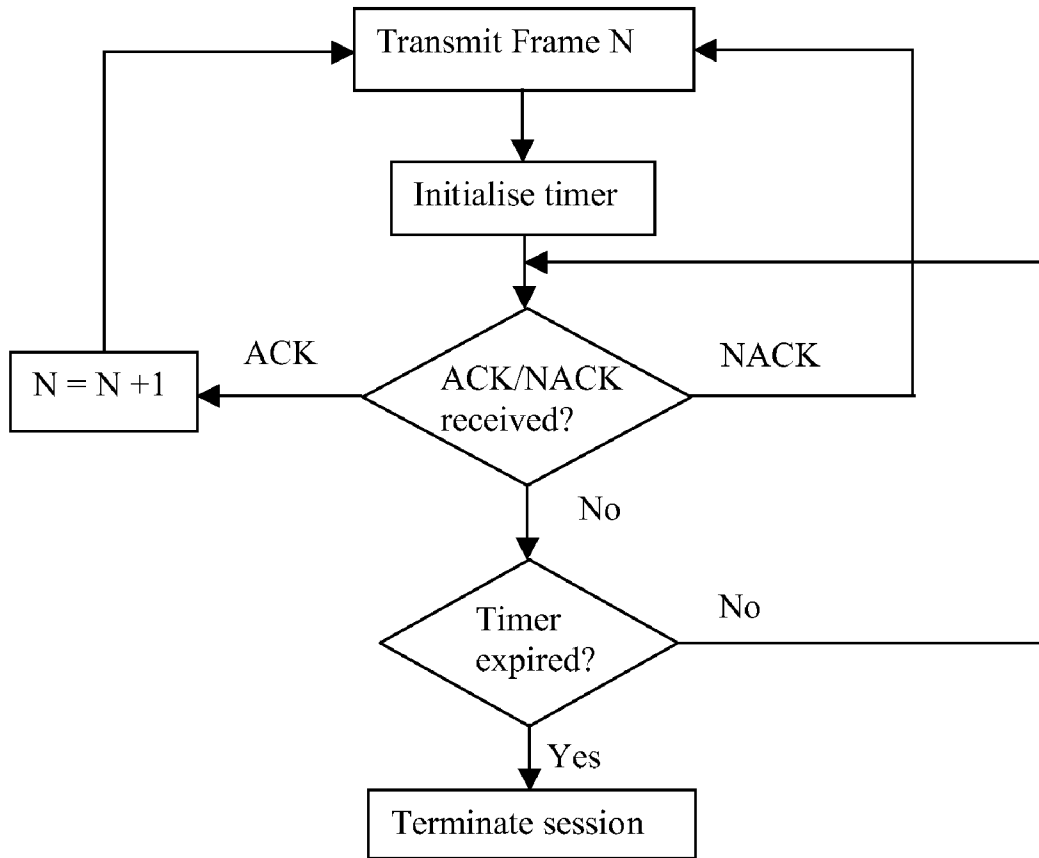 Transmit Frame N
Initialise timer
ACK
NACK
N = N +1
ACK/NACK
received?
No
Timer
expired?
No
Yes
Terminate session